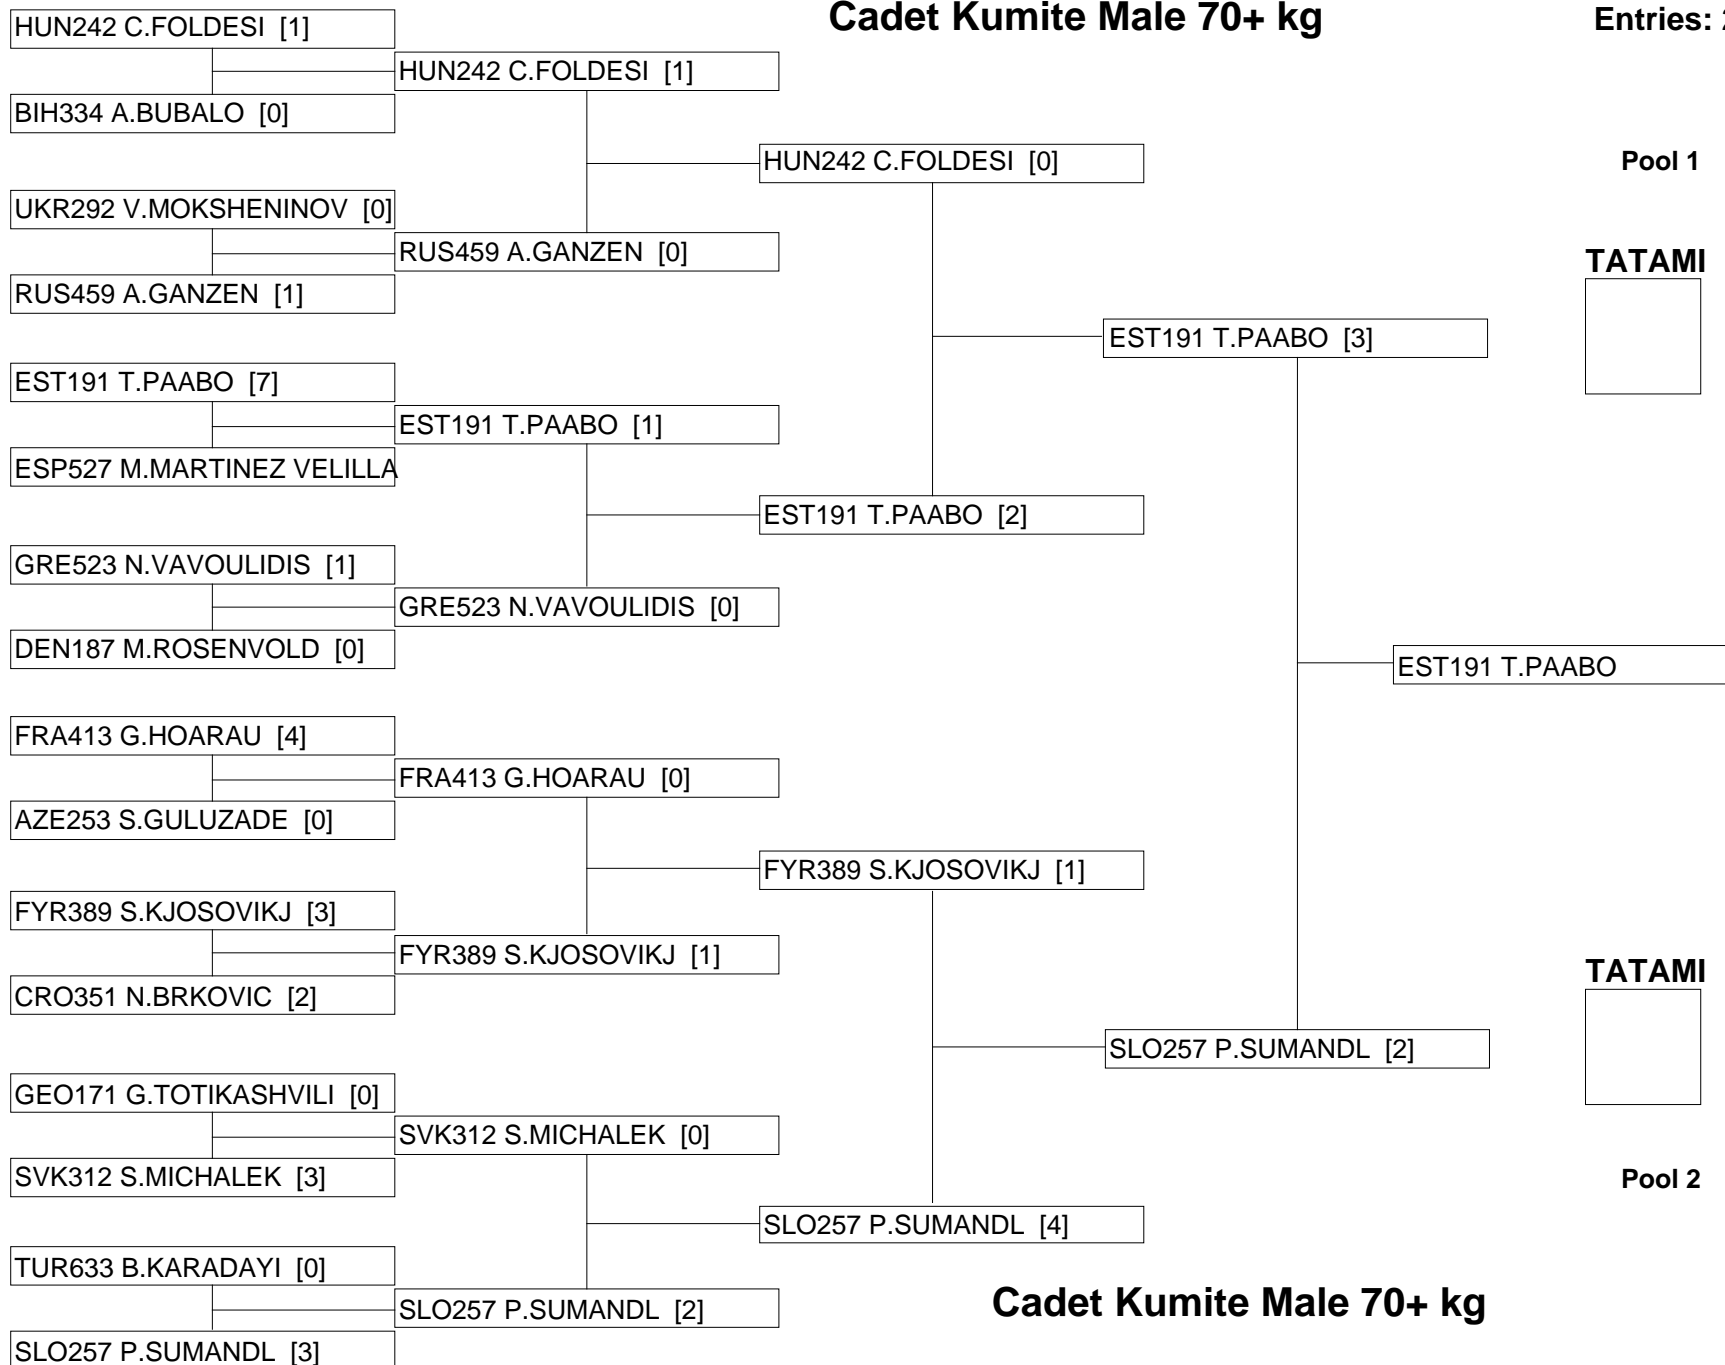 Cadet Kumite Male 70+ kg
Entries: 2
HUN242 C.FOLDESI [1]
HUN242 C.FOLDESI [1]
BIH334 A.BUBALO [0]
HUN242 C.FOLDESI [0]
Pool 1
UKR292 V.MOKSHENINOV [0]
RUS459 A.GANZEN [0]
TATAMI
RUS459 A.GANZEN [1]
EST191 T.PAABO [3]
EST191 T.PAABO [7]
EST191 T.PAABO [1]
ESP527 M.MARTINEZ VELILLA
EST191 T.PAABO [2]
GRE523 N.VAVOULIDIS [1]
GRE523 N.VAVOULIDIS [0]
DEN187 M.ROSENVOLD [0]
EST191 T.PAABO
FRA413 G.HOARAU [4]
FRA413 G.HOARAU [0]
AZE253 S.GULUZADE [0]
FYR389 S.KJOSOVIKJ [1]
FYR389 S.KJOSOVIKJ [3]
FYR389 S.KJOSOVIKJ [1]
TATAMI
CRO351 N.BRKOVIC [2]
SLO257 P.SUMANDL [2]
GEO171 G.TOTIKASHVILI [0]
SVK312 S.MICHALEK [0]
SVK312 S.MICHALEK [3]
Pool 2
SLO257 P.SUMANDL [4]
TUR633 B.KARADAYI [0]
SLO257 P.SUMANDL [2]
Cadet Kumite Male 70+ kg
SLO257 P.SUMANDL [3]